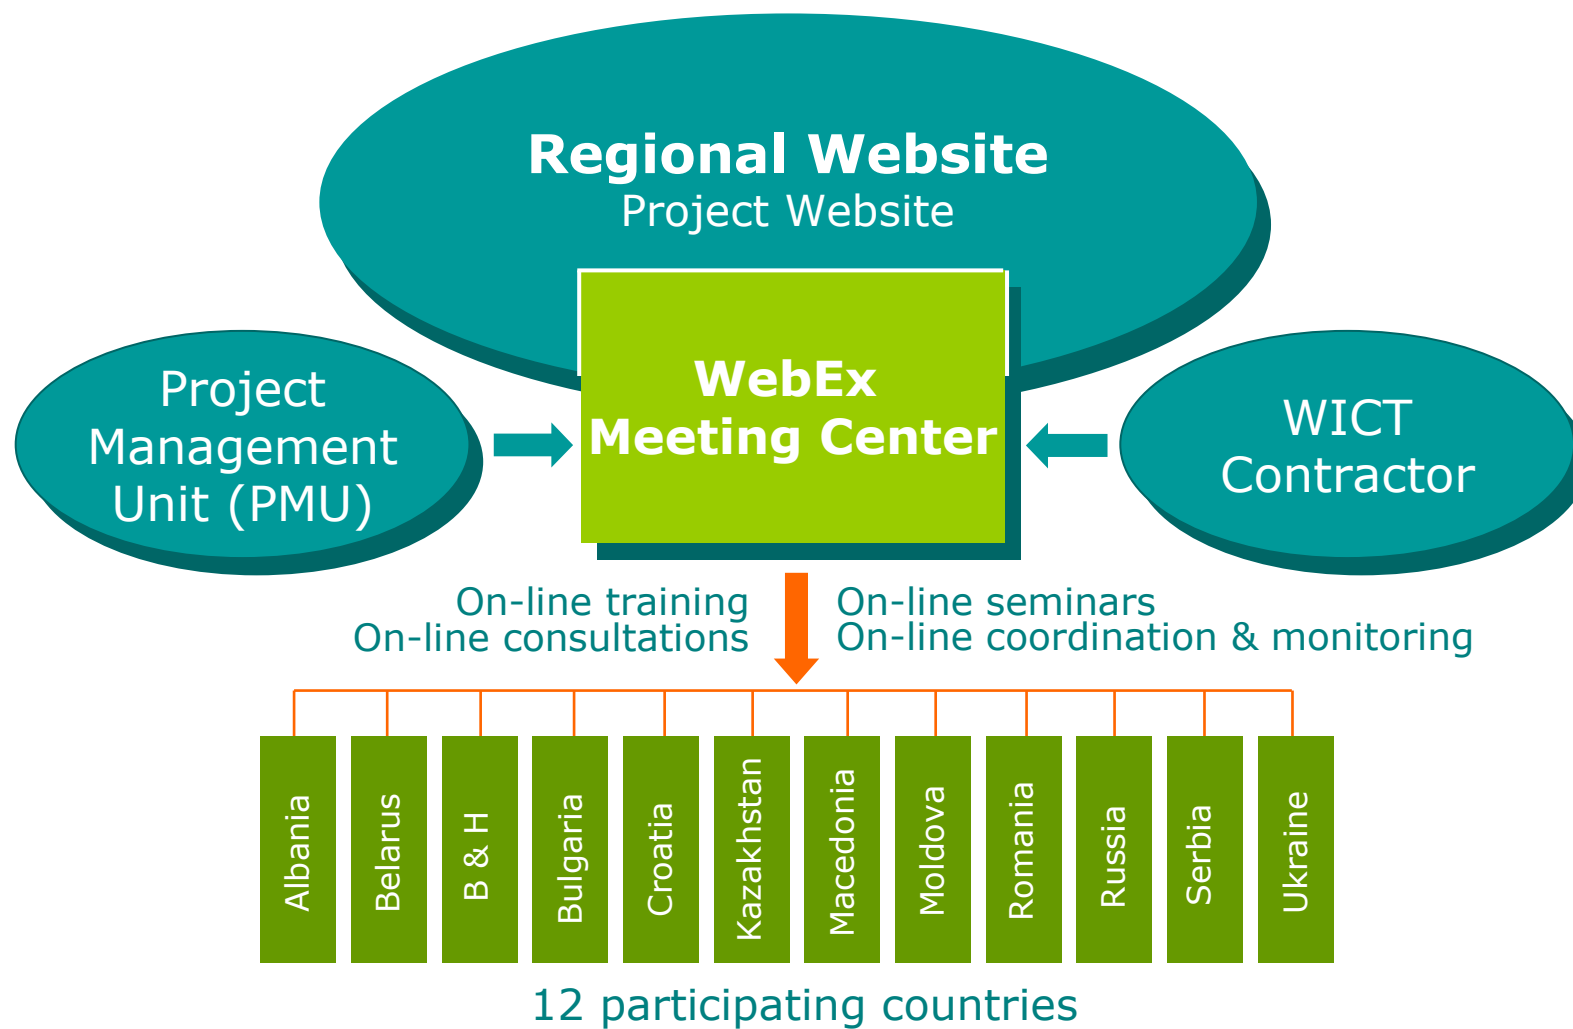 Regional Website
Project Website
WebEx
Meeting Center
Project
Management
Unit (PMU)
WICT
Contractor
On-line training
On-line consultations
On-line seminars
On-line coordination & monitoring
Albania
Belarus
B & H
Bulgaria
Croatia
Kazakhstan
Macedonia
Moldova
Romania
Russia
Serbia
Ukraine
12 participating countries